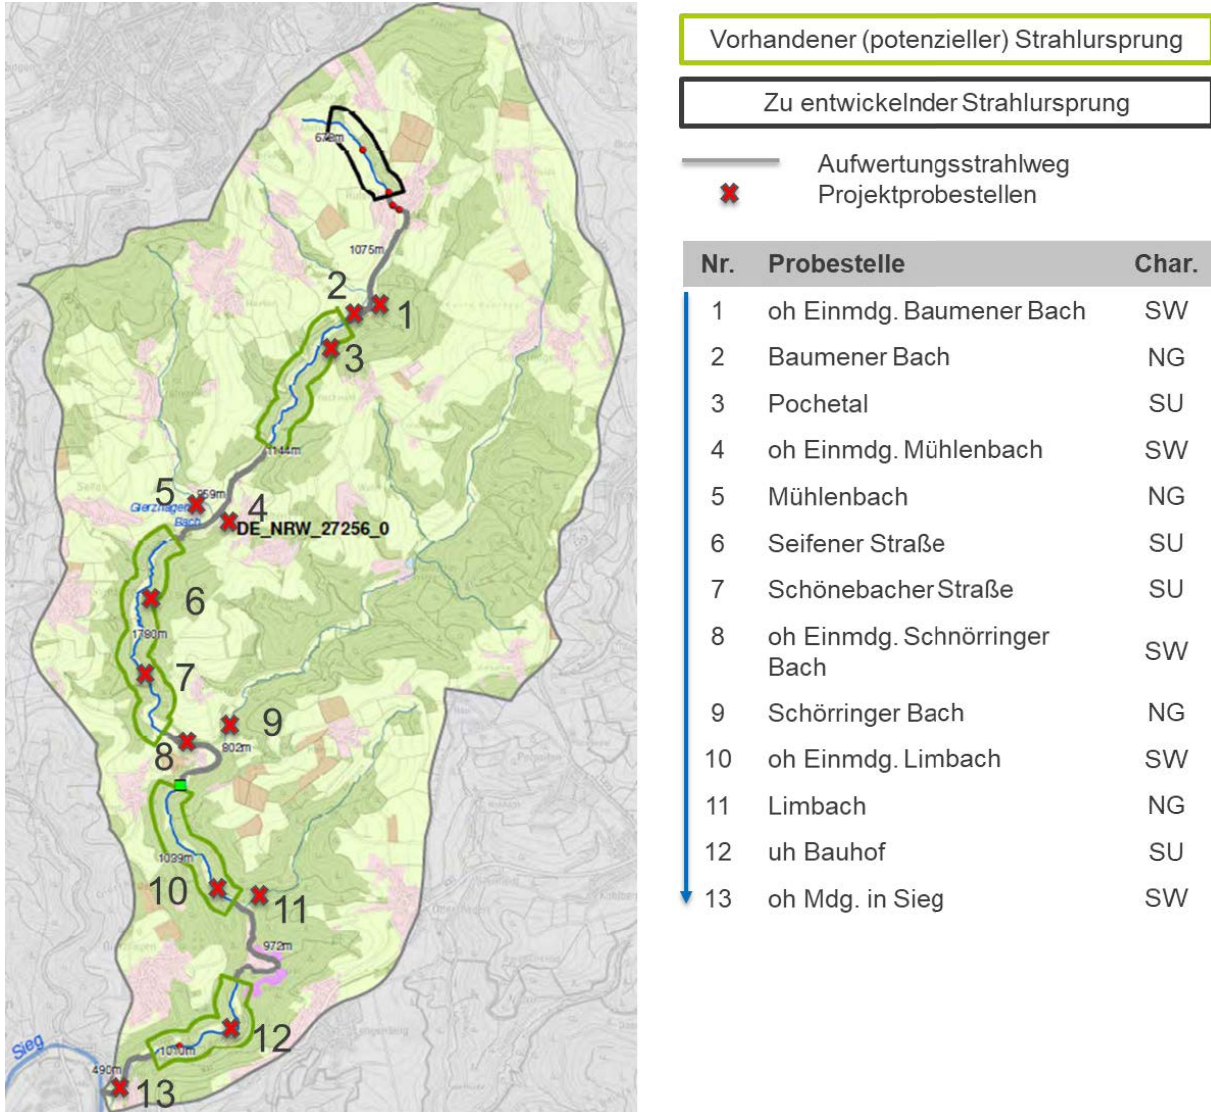 Vorhandener (potenzieller) Strahlursprung
Zu entwickelnder Strahlursprung
Aufwertungsstrahlweg
Projektprobestellen
Nr. Probestelle Char.
1 oh Einmdg. Baumener Bach SW
2 Baumener Bach NG
3 Pochetal SU
4 oh Einmdg. Mühlenbach SW
5 Mühlenbach NG
6 Seifener Straße SU
7 Schönebacher Straße SU
8 oh Einmdg. Schnörringer
Bach SW
9 Schörringer Bach NG
10 oh Einmdg. Limbach SW
11 Limbach NG
12 uh Bauhof SU
13 oh Mdg. in Sieg SW
1075m
2
1
3
1144m
5
959m
4
Bach
DE_NRW_27256_0
6
1780m
7
9
8
802m
1039m
10
11
972m
12
1010m
Sieg
490m
13